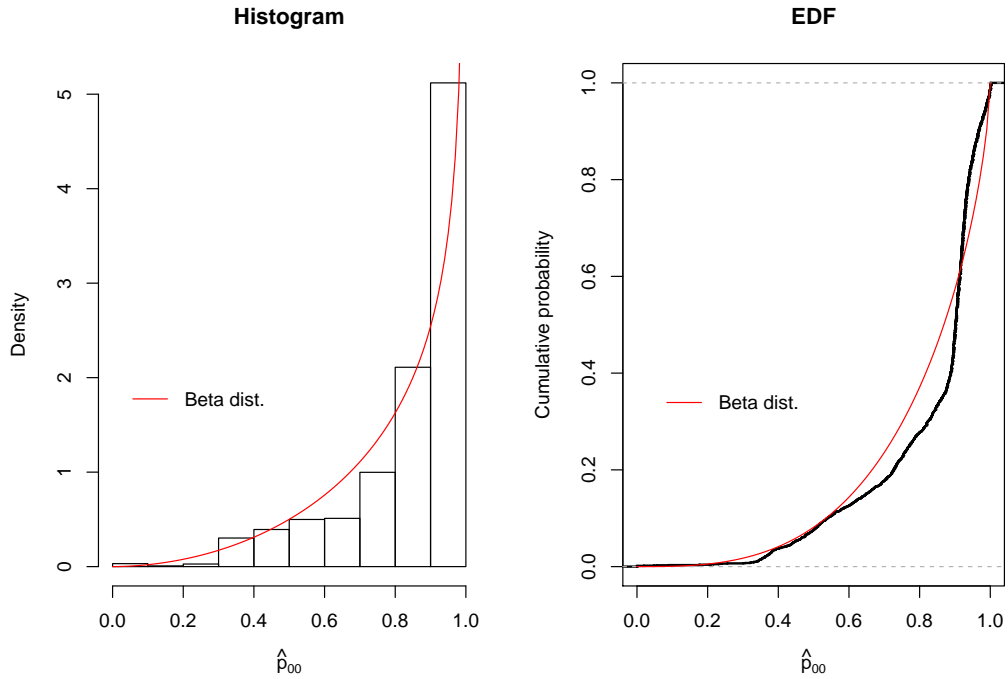 Histogram
Density
5
4
3
2
1
0
Beta dist.
0.0 0.2 0.4 0.6 0.8 1.0
p̂00
EDF
Cumulative probability
1.0
0.8
0.6
0.4
0.2
0.0
Beta dist.
0.0 0.2 0.4 0.6 0.8 1.0
p̂00